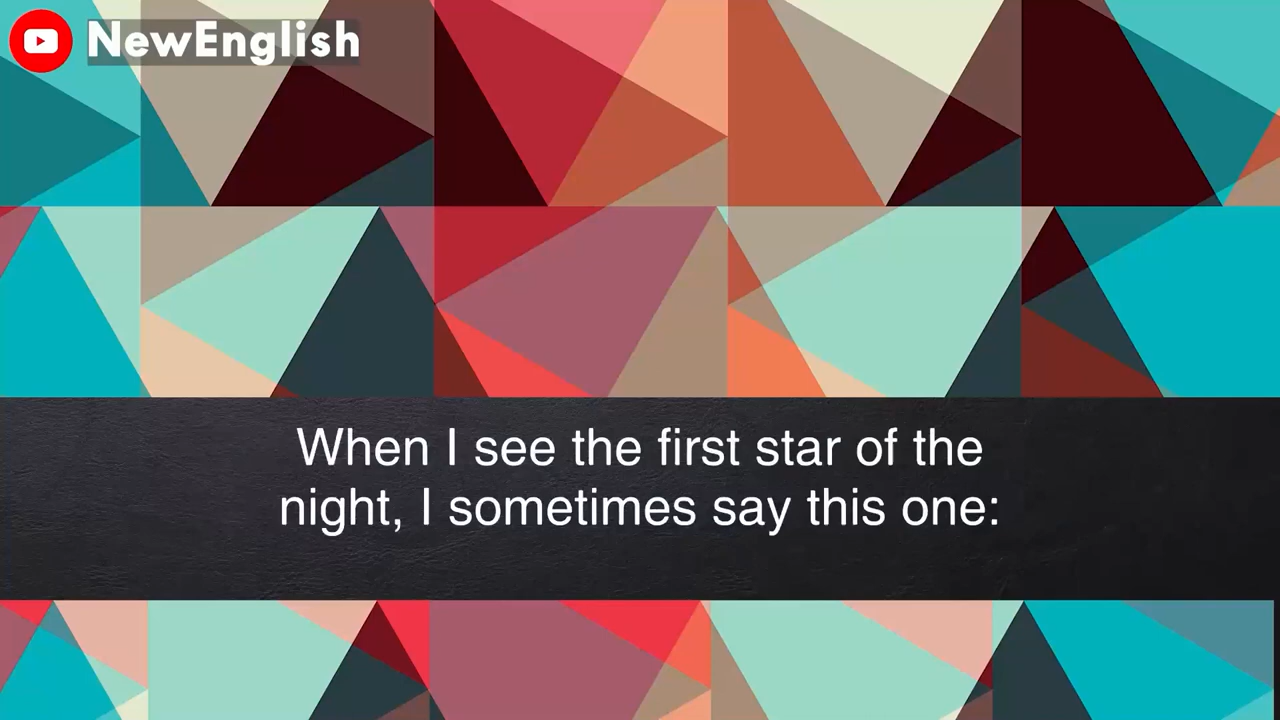 NewEnglish
When I see the first star of the
night, I sometimes say this one: